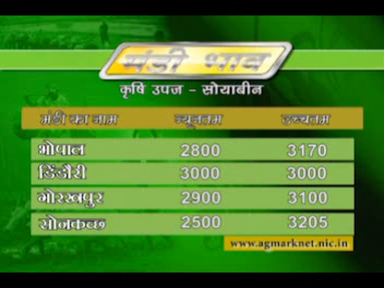 मंडी भाव
कृषि उपज - सोयाबीन
मंडी का नाम न्यूनतम उच्चतम
भोपाल 2800 3170
डिंडौरी 3000 3000
गोरखपुर 2900 3100
सोनकच्छ 2500 3205
www.agmarknet.nic.in